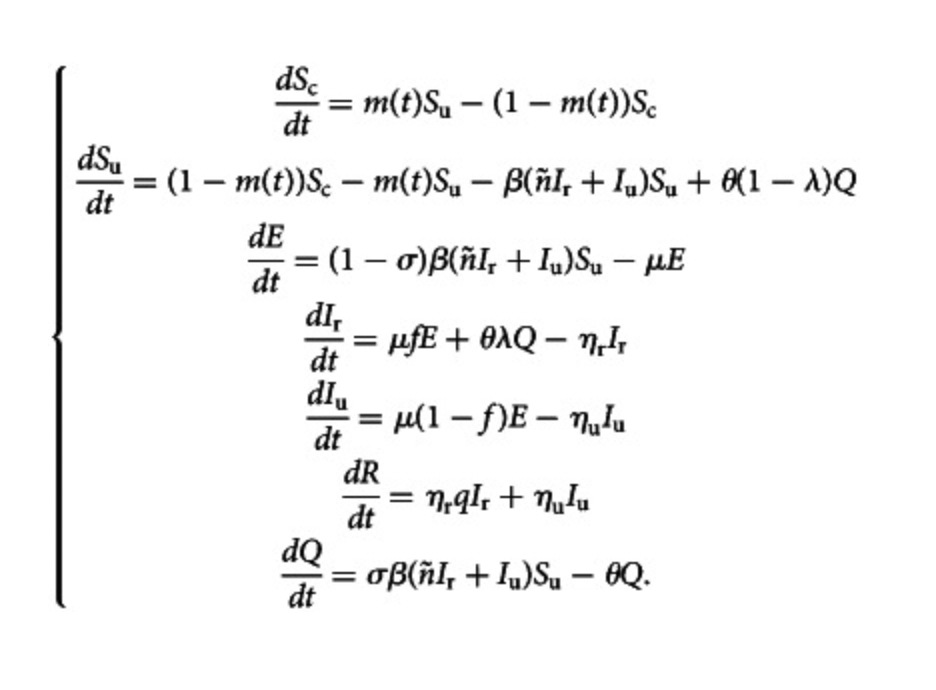 dS_c/dt = m(t)S_u − (1 − m(t))S_c
dS_u/dt = (1 − m(t))S_c − m(t)S_u − β(ñI_r + I_u)S_u + θ(1 − λ)Q
dE/dt = (1 − σ)β(ñI_r + I_u)S_u − μE
dI_r/dt = μfE + θλQ − η_rI_r
dI_u/dt = μ(1 − f)E − η_uI_u
dR/dt = η_rqI_r + η_uI_u
dQ/dt = σβ(ñI_r + I_u)S_u − θQ.